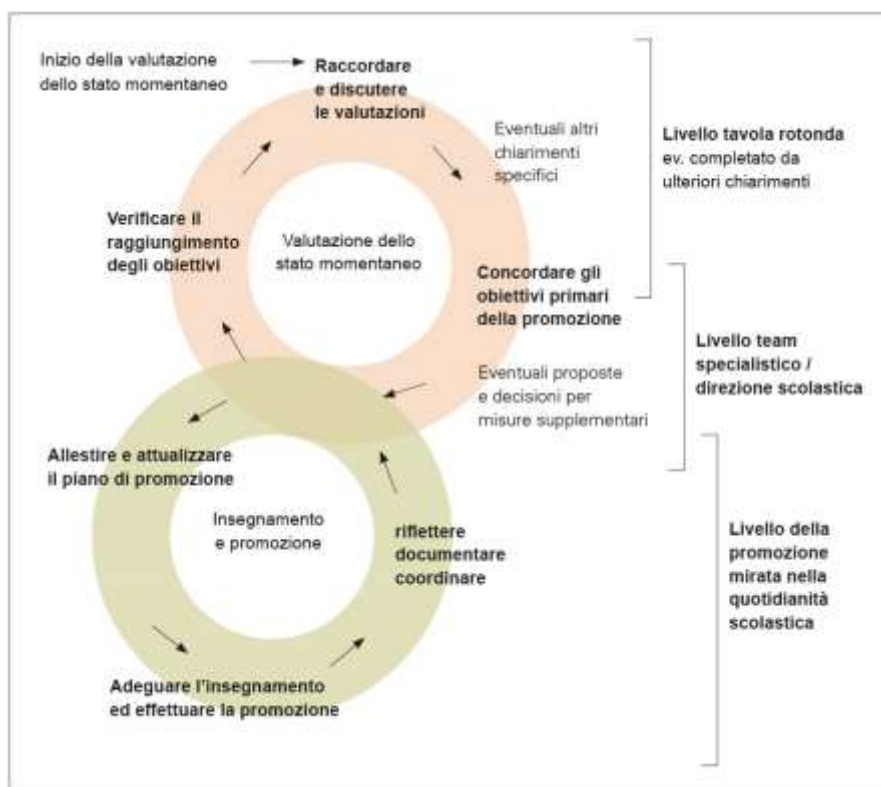 Inizio della valutazione
dello stato momentaneo
Raccordare
e discutere
le valutazioni
Eventuali altri
chiarimenti
specifici
Livello tavola rotonda
ev. completato da
ulteriori chiarimenti
Verificare il
raggiungimento
degli obiettivi
Valutazione dello
stato momentaneo
Concordare gli
obiettivi primari
della promozione
Livello team
specialistico /
direzione scolastica
Eventuali proposte
e decisioni per
misure supplementari
Allestire e attualizzare
il piano di promozione
Insegnamento
e promozione
riflettere
documentare
coordinare
Livello della
promozione
mirata nella
quotidianità
scolastica
Adeguare l'insegnamento
ed effettuare la promozione